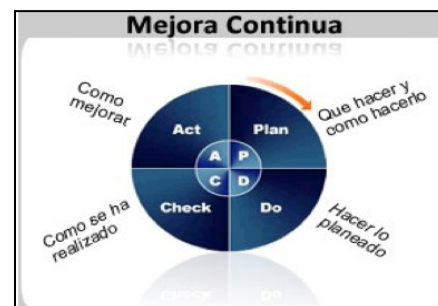 Mejora Continua
Como
mejorar
Que hacer y
como hacerlo
Act
Plan
A
P
C
D
Check
Do
Como se ha
realizado
Hacer lo
planeado